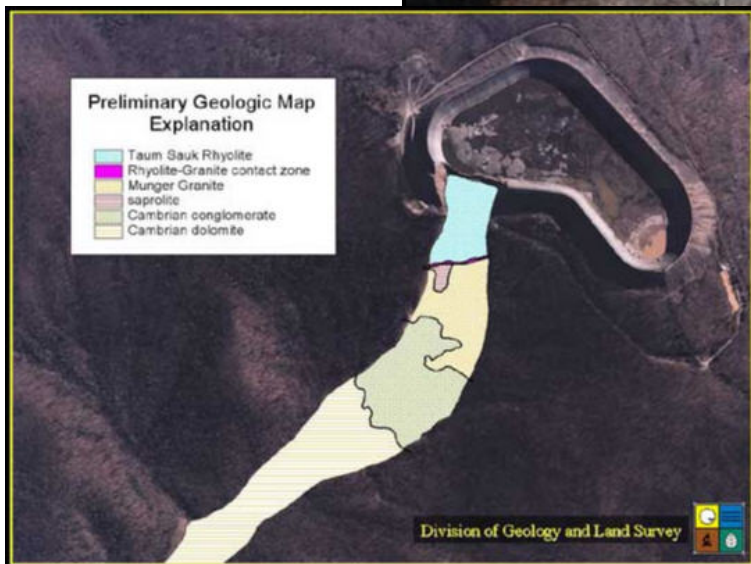 Preliminary Geologic Map
Explanation
Taum Sauk Rhyolite
Rhyolite-Granite contact zone
Munger Granite
saprolite
Cambrian conglomerate
Cambrian dolomite
Division of Geology and Land Survey